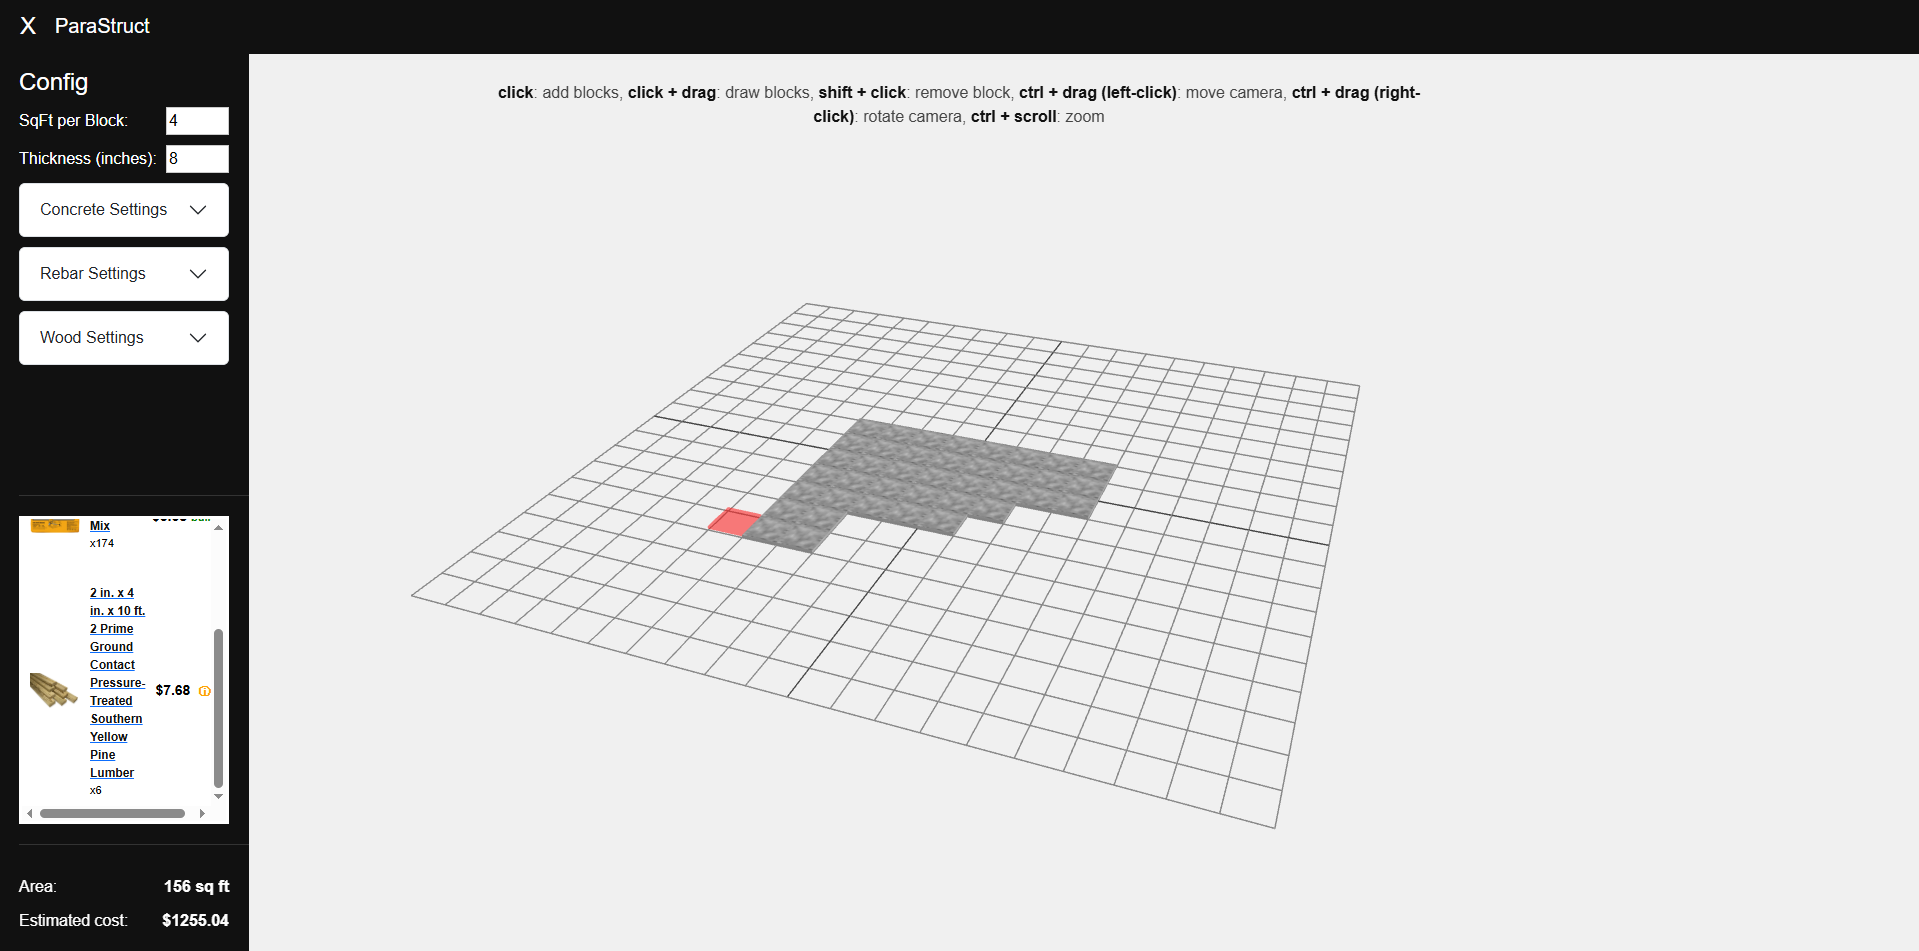 X ParaStruct
Config
SqFt per Block: 4
Thickness (inches): 8
Concrete Settings
Rebar Settings
Wood Settings
Mix
x174
2 in. x 4
in. x 10 ft.
2 Prime
Ground
Contact
Pressure-
Treated
Southern
Yellow
Pine
Lumber
x6
$7.68
Area: 156 sq ft
Estimated cost: $1255.04
click: add blocks, click + drag: draw blocks, shift + click: remove block, ctrl + drag (left-click): move camera, ctrl + drag (right-
click): rotate camera, ctrl + scroll: zoom